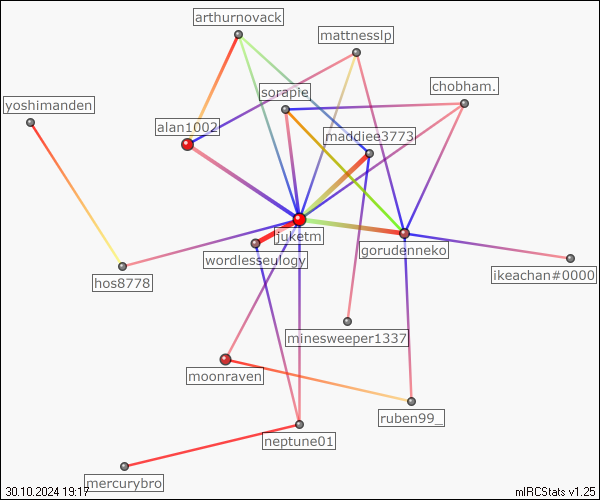 arthurnovack
mattnesslp
chobham.
sorapie
yoshimanden
alan1002
maddiee3773
juketm
gorudenneko
wordlesseulogy
ikeachan#0000
hos8778
minesweeper1337
moonraven
ruben99_
neptune01
mercurybro
30.10.2024 19:17
mIRCStats v1.25